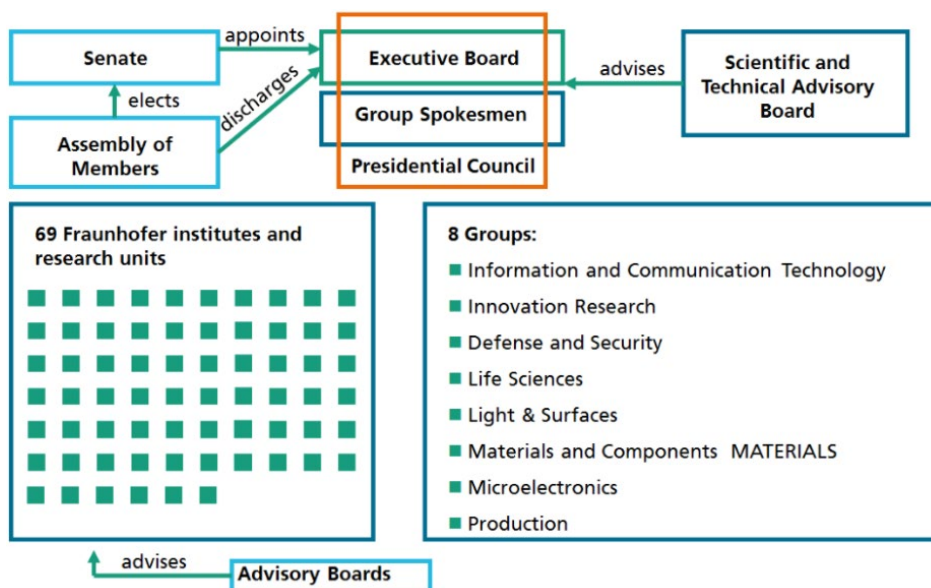 Senate
appoints
Executive Board
advises
Scientific and
Technical Advisory
Board
elects
discharges
Group Spokesmen
Assembly of
Members
Presidential Council
69 Fraunhofer institutes and
research units
8 Groups:
Information and Communication Technology
Innovation Research
Defense and Security
Life Sciences
Light & Surfaces
Materials and Components MATERIALS
Microelectronics
Production
advises
Advisory Boards